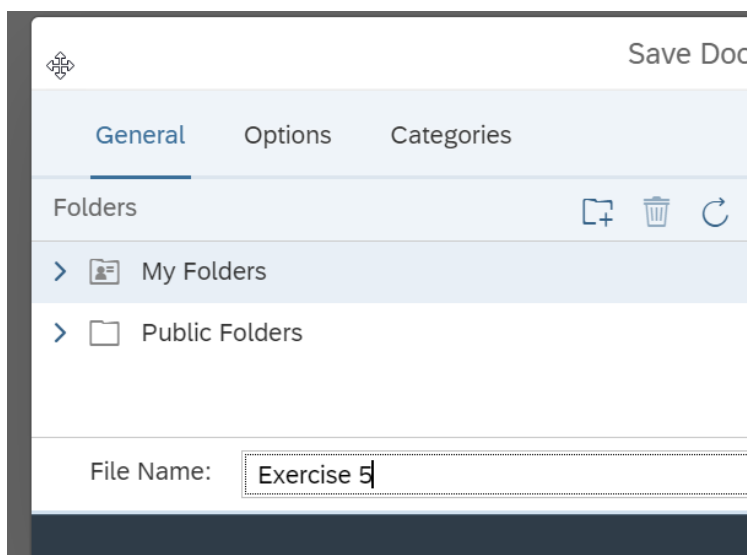 Save Doc
General Options Categories
Folders
My Folders
Public Folders
File Name: Exercise 5